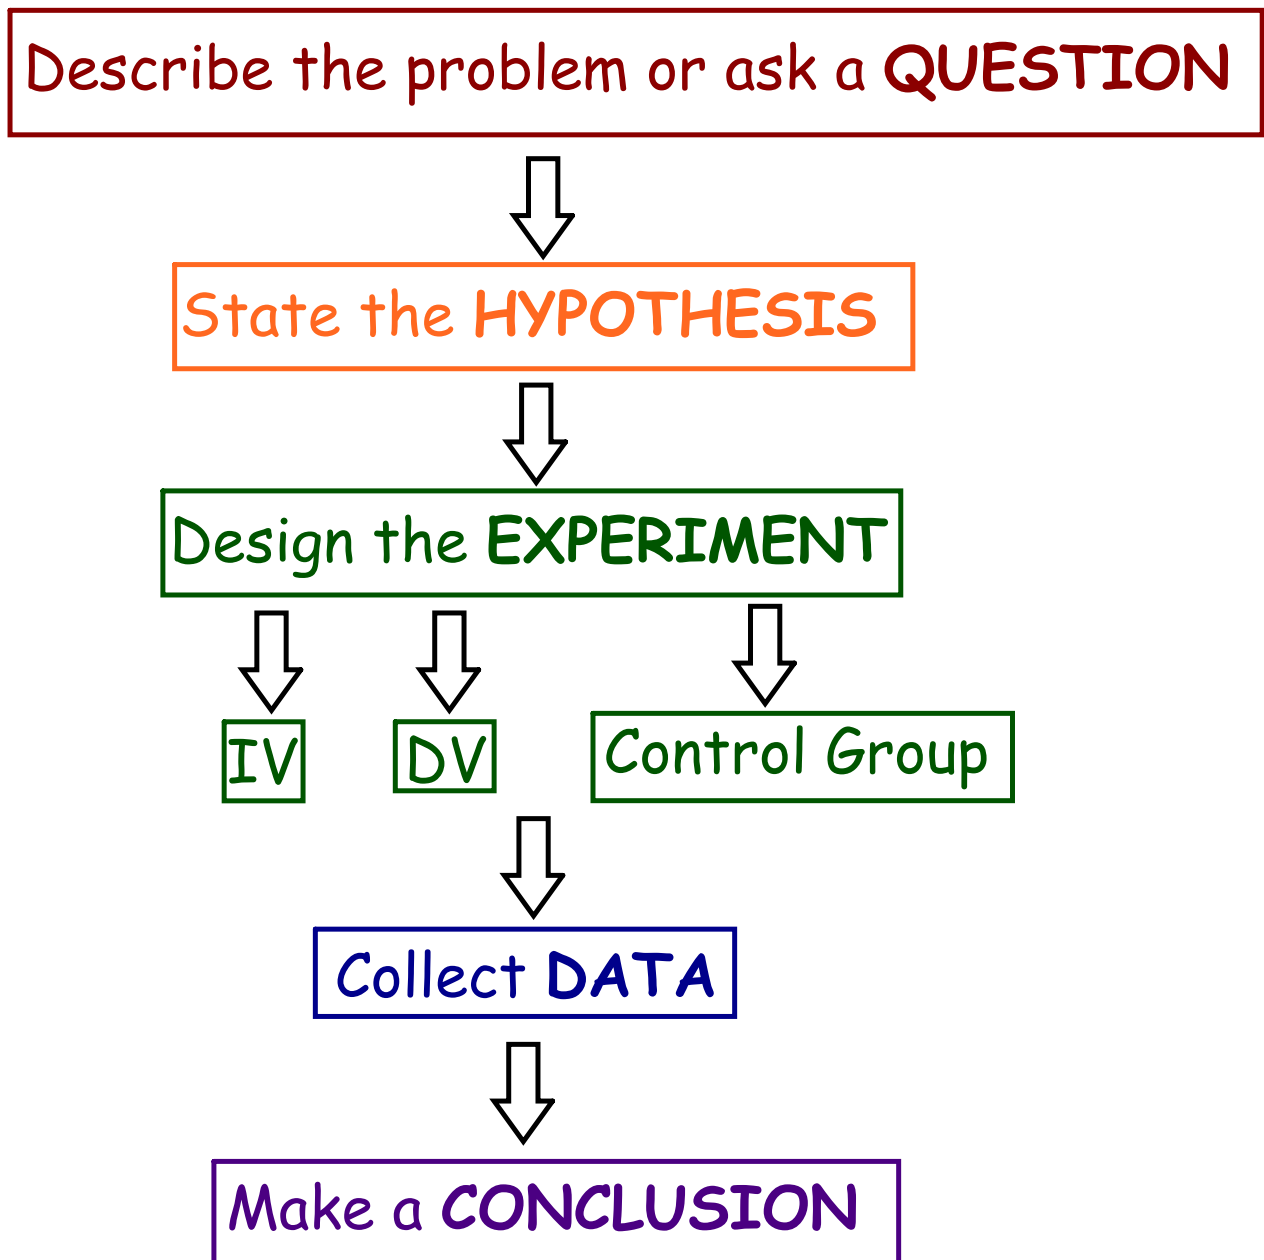 Describe the problem or ask a QUESTION
State the HYPOTHESIS
Design the EXPERIMENT
IV
DV
Control Group
Collect DATA
Make a CONCLUSION